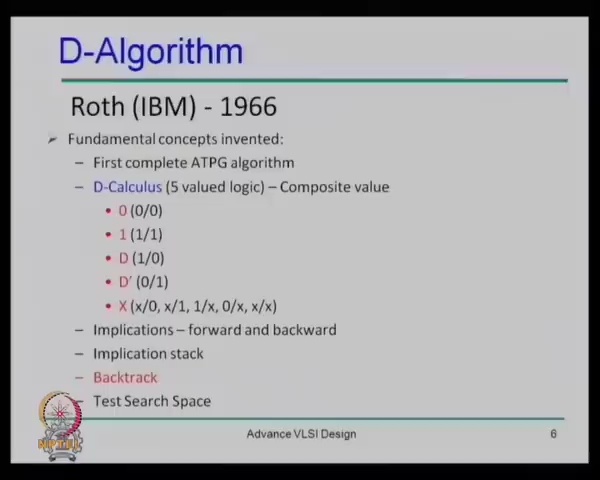 D-Algorithm
Roth (IBM) - 1966
➢ Fundamental concepts invented:
– First complete ATPG algorithm
– D-Calculus (5 valued logic) – Composite value
• 0 (0/0)
• 1 (1/1)
• D (1/0)
• D’ (0/1)
• X (x/0, x/1, 1/x, 0/x, x/x)
– Implications – forward and backward
– Implication stack
– Backtrack
– Test Search Space
NPTEL
Advance VLSI Design
6